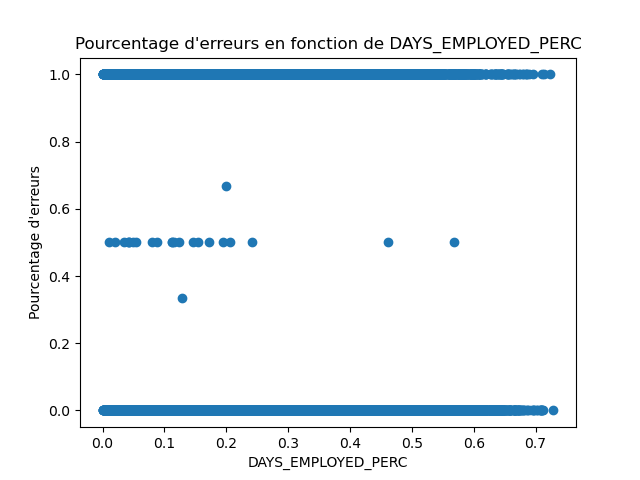 Pourcentage d'erreurs en fonction de DAYS_EMPLOYED_PERC
1.0
0.8
0.6
0.4
0.2
0.0
Pourcentage d'erreurs
0.0 0.1 0.2 0.3 0.4 0.5 0.6 0.7
DAYS_EMPLOYED_PERC